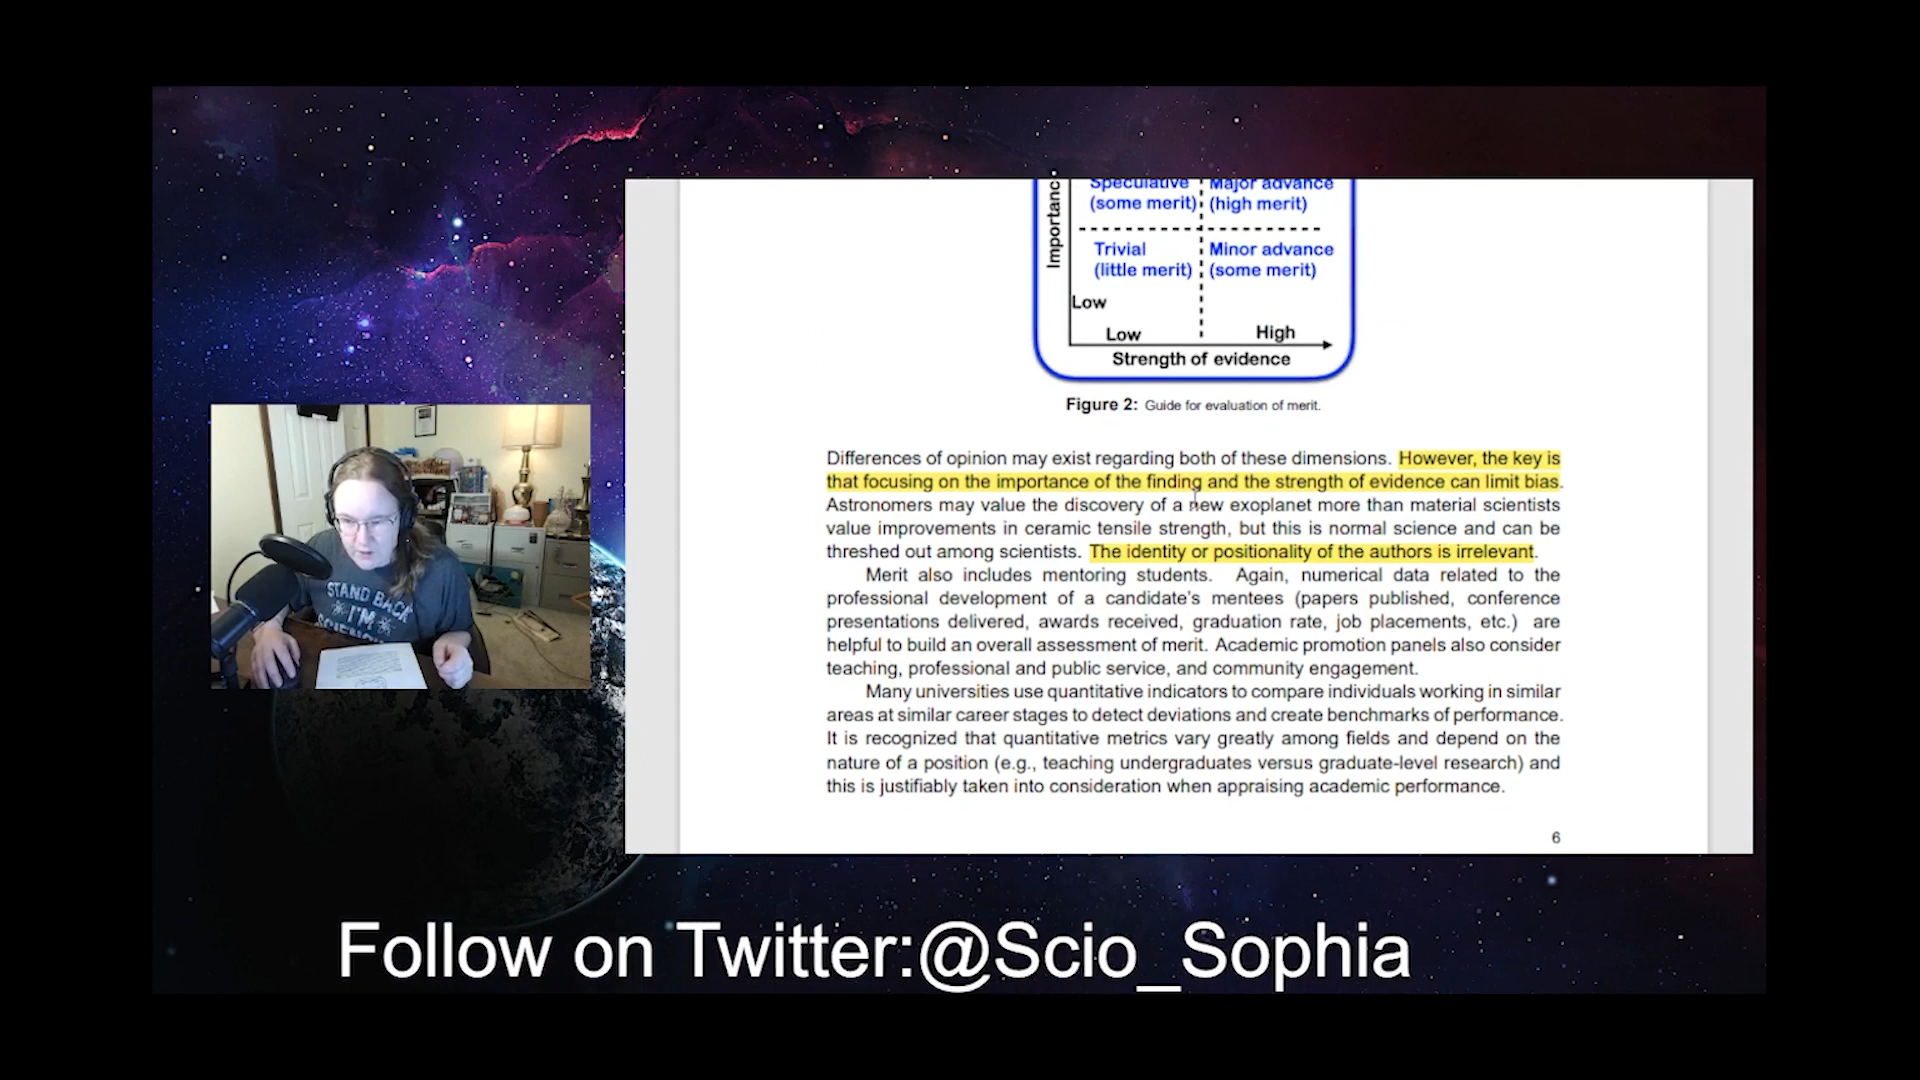 Importanc
Speculative
(some merit)
Major advance
(high merit)
Trivial
(little merit)
Minor advance
(some merit)
Low
Low
High
Strength of evidence
Figure 2: Guide for evaluation of merit.
Differences of opinion may exist regarding both of these dimensions. However, the key is
that focusing on the importance of the finding and the strength of evidence can limit bias.
Astronomers may value the discovery of a new exoplanet more than material scientists
value improvements in ceramic tensile strength, but this is normal science and can be
threshed out among scientists. The identity or positionality of the authors is irrelevant.
Merit also includes mentoring students. Again, numerical data related to the
professional development of a candidate's mentees (papers published, conference
presentations delivered, awards received, graduation rate, job placements, etc.) are
helpful to build an overall assessment of merit. Academic promotion panels also consider
teaching, professional and public service, and community engagement.
Many universities use quantitative indicators to compare individuals working in similar
areas at similar career stages to detect deviations and create benchmarks of performance.
It is recognized that quantitative metrics vary greatly among fields and depend on the
nature of a position (e.g., teaching undergraduates versus graduate-level research) and
this is justifiably taken into consideration when appraising academic performance.
6
STAND BACK
I'M
Follow on Twitter:@Scio_Sophia